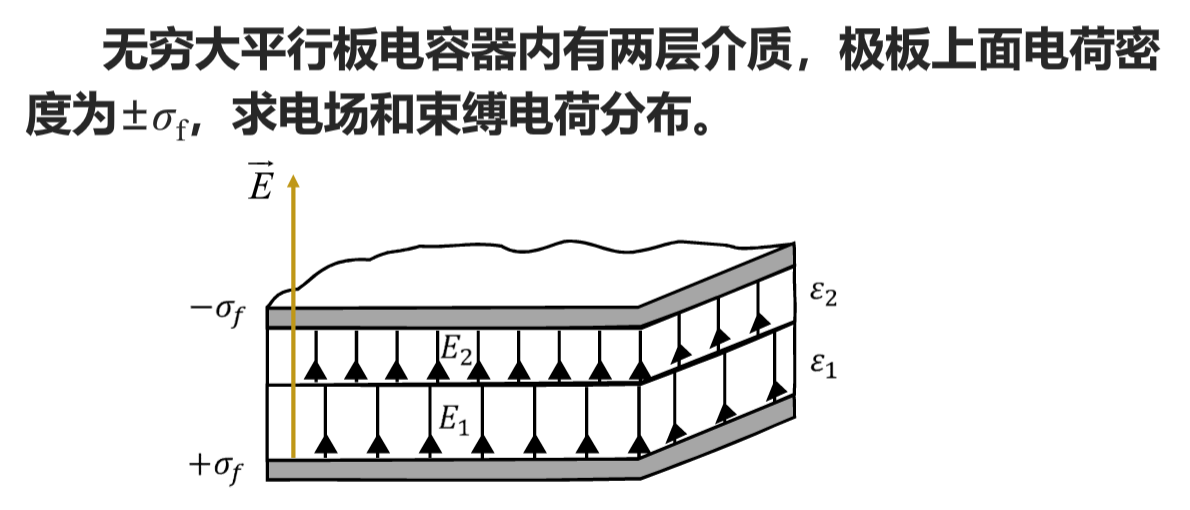 无穷大平行板电容器内有两层介质，极板上面电荷密
度为±σf，求电场和束缚电荷分布。
E⃗
−σf
ε2
E2
ε1
E1
+σf